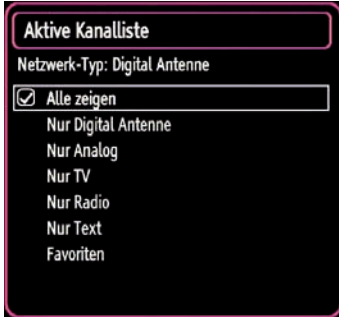 Aktive Kanalliste
Netzwerk-Typ: Digital Antenne
Alle zeigen
Nur Digital Antenne
Nur Analog
Nur TV
Nur Radio
Nur Text
Favoriten